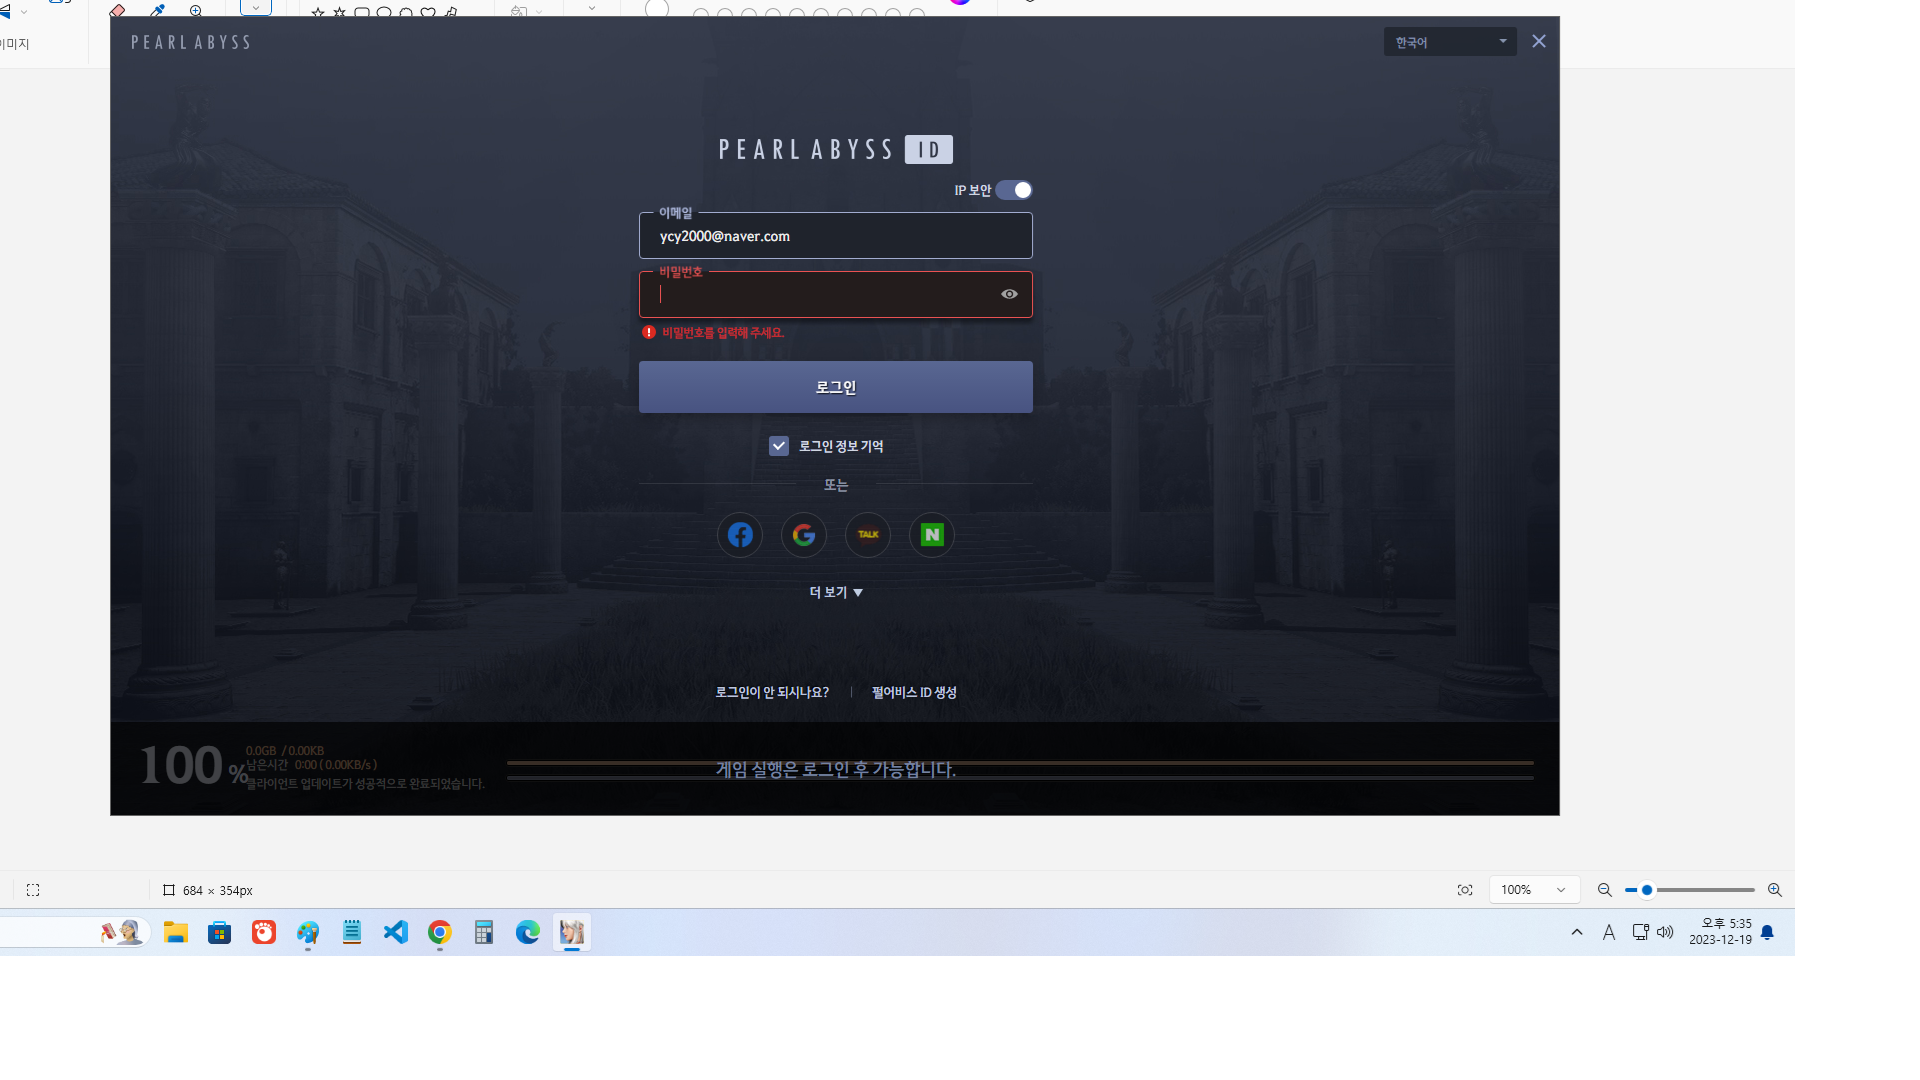 이미지
PEARL ABYSS
한국어
PEARL ABYSS ID
IP 보안
이메일
ycy2000@naver.com
비밀번호
비밀번호를 입력해 주세요.
로그인
로그인 정보 기억
또는
TALK
N
더 보기 ▼
로그인이 안 되시나요?
펄어비스 ID 생성
100 %
0.0GB / 0.00KB
남은시간 0:00 ( 0.00KB/s )
클라이언트 업데이트가 성공적으로 완료되었습니다.
게임 실행은 로그인 후 가능합니다.
684 × 354px
100%
A
오후 5:35
2023-12-19